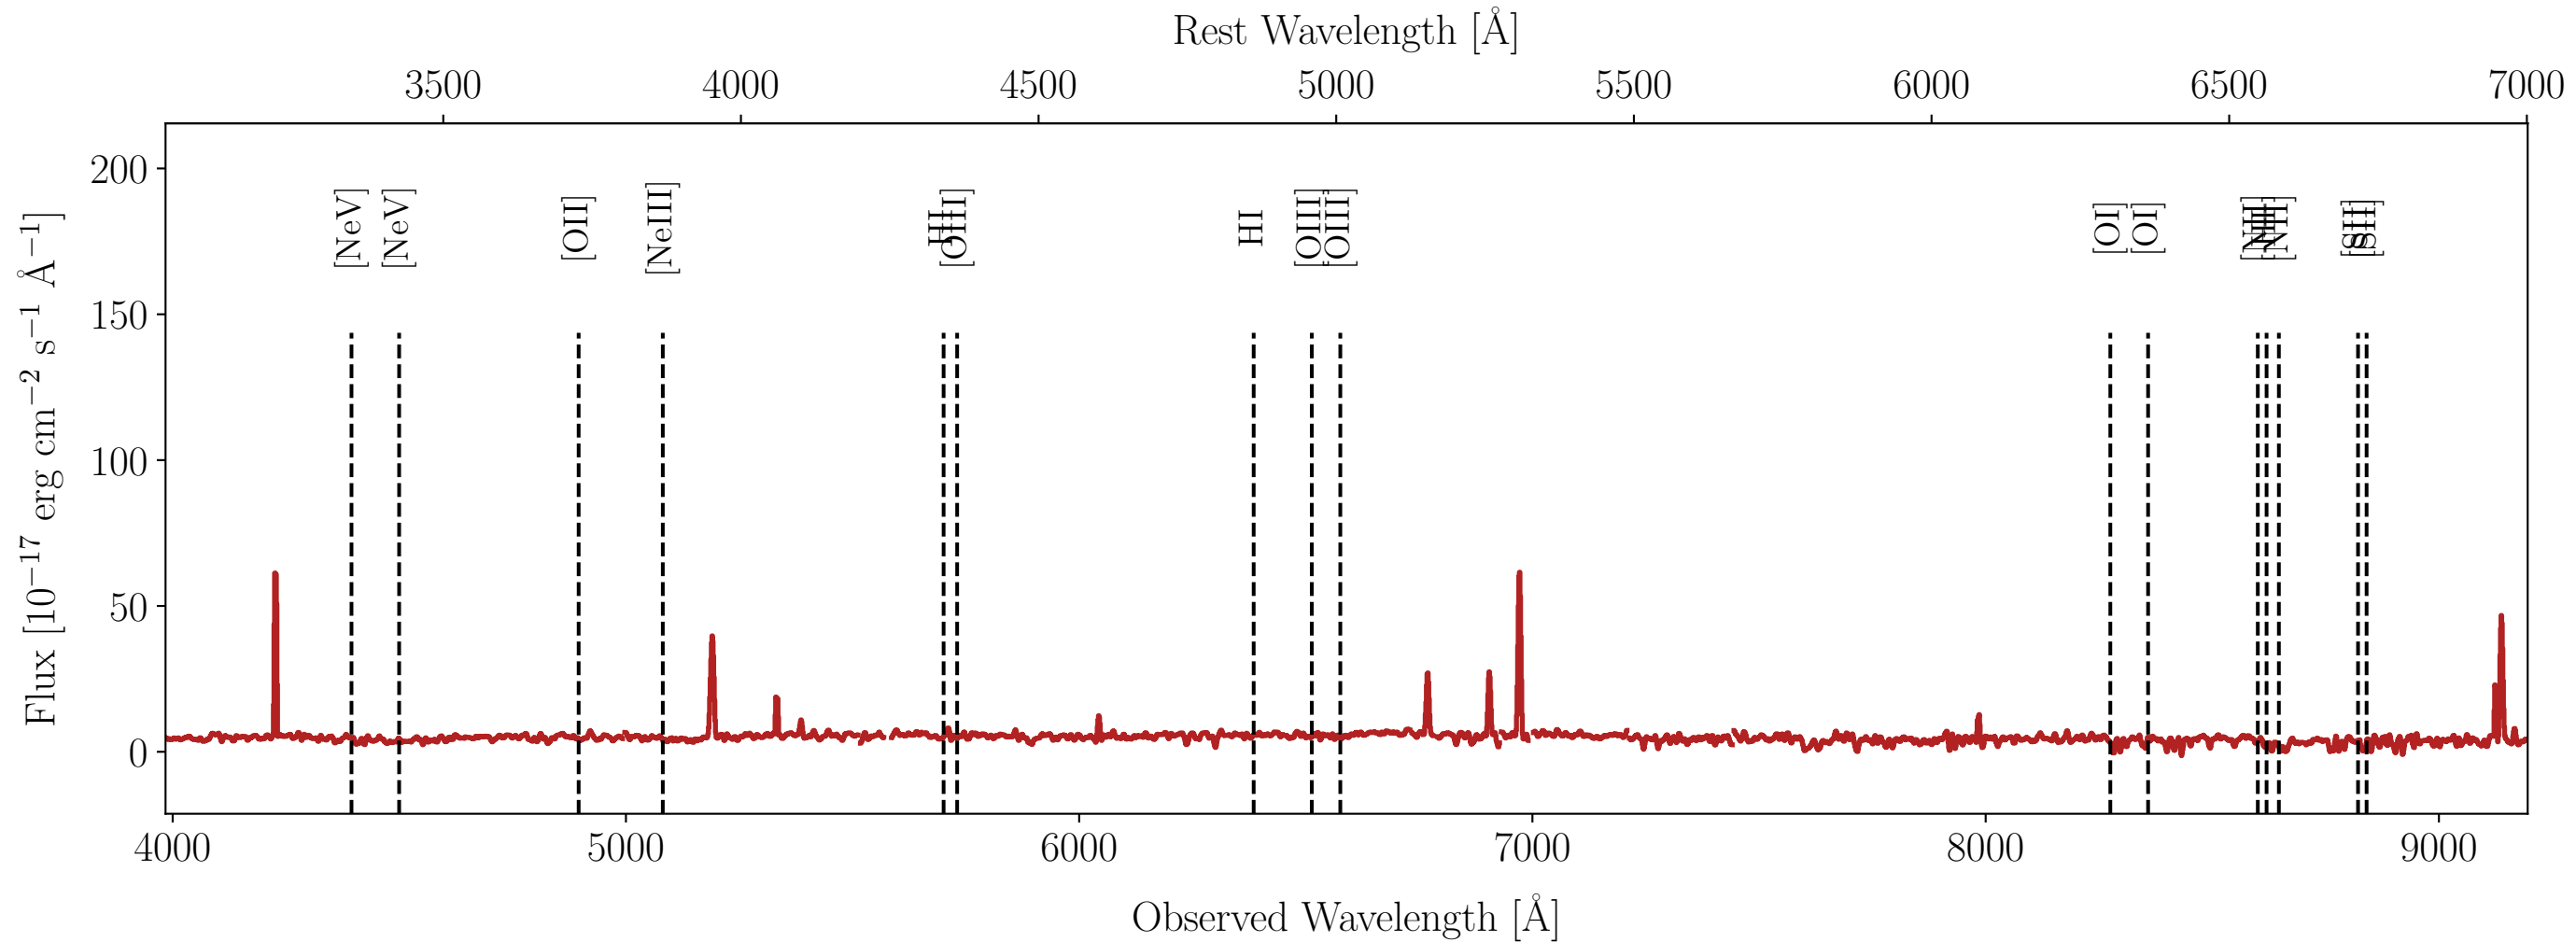 Rest Wavelength [Å]
3500 4000 4500 5000 5500 6000 6500 7000
Flux [10⁻¹⁷ erg cm⁻² s⁻¹ Å⁻¹]
200
150
100
50
0
[NeV]
[NeV]
[OII]
[NeIII]
HI
[OIII]
HI
[OIII]
[OIII]
[OI]
[OI]
[NII]
HI
[NII]
[SII]
[SII]
4000 5000 6000 7000 8000 9000
Observed Wavelength [Å]